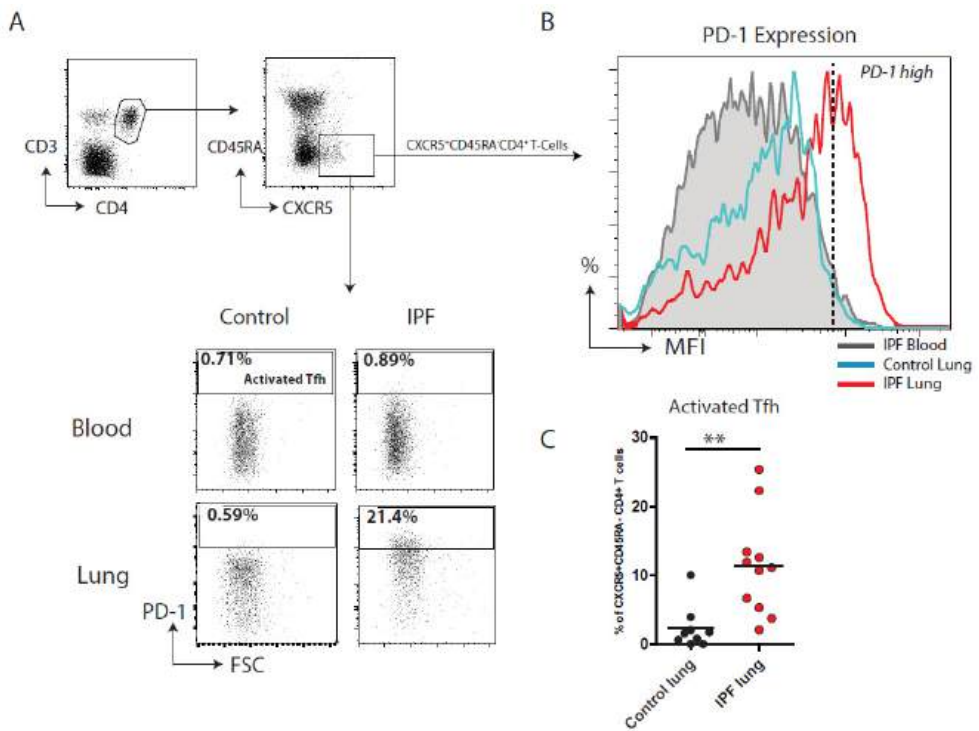 A
CD3
CD4
CD45RA
CXCR5
CXCR5+CD45RA-CD4+ T-Cells
Control
IPF
Blood
0.71%
Activated Tfh
0.89%
Lung
0.59%
21.4%
PD-1
FSC
B
PD-1 Expression
PD-1 high
%
MFI
IPF Blood
Control Lung
IPF Lung
C
Activated Tfh
**
% of CXCR5+CD45RA- CD4+ T cells
30
20
10
0
Control lung
IPF lung